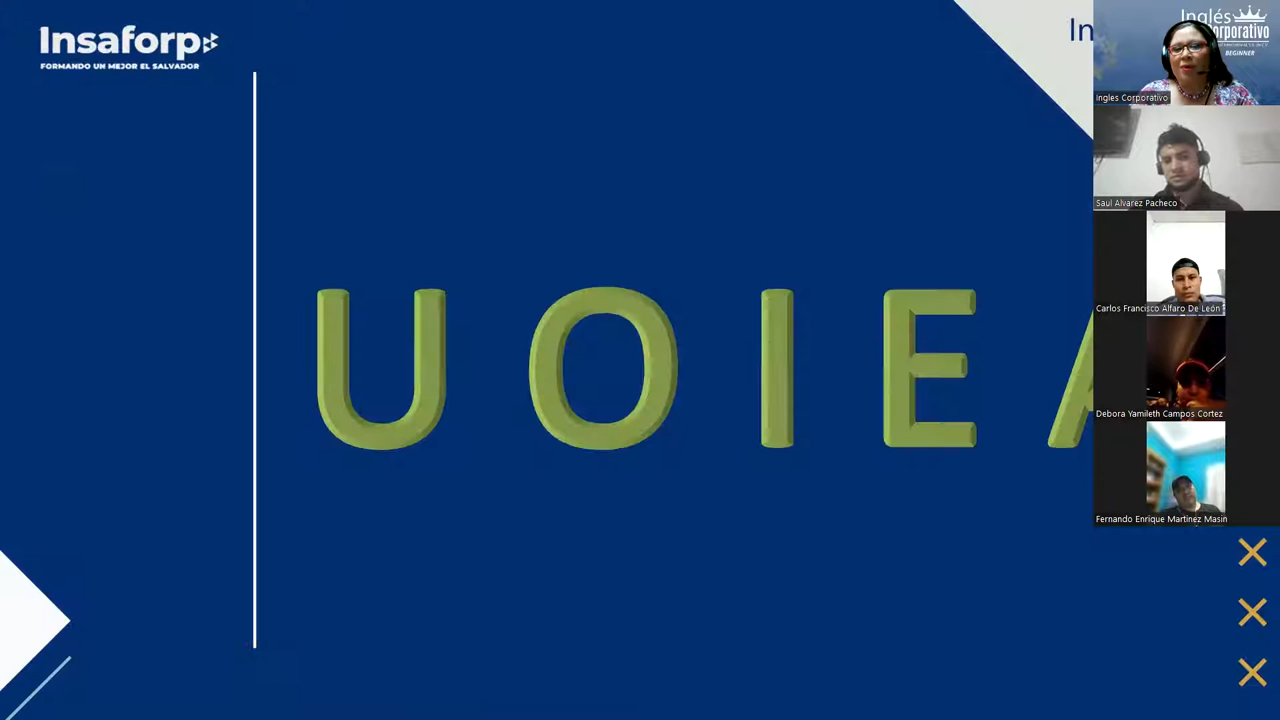 Insaforp
FORMANDO UN MEJOR EL SALVADOR
In
Inglés
corporativo
BEGINNER
Ingles Corporativo
Saul Alvarez Pacheco
U O I E A
Carlos Francisco Alfaro De León
Debora Yamileth Campos Cortez
Fernando Enrique Martinez Masin